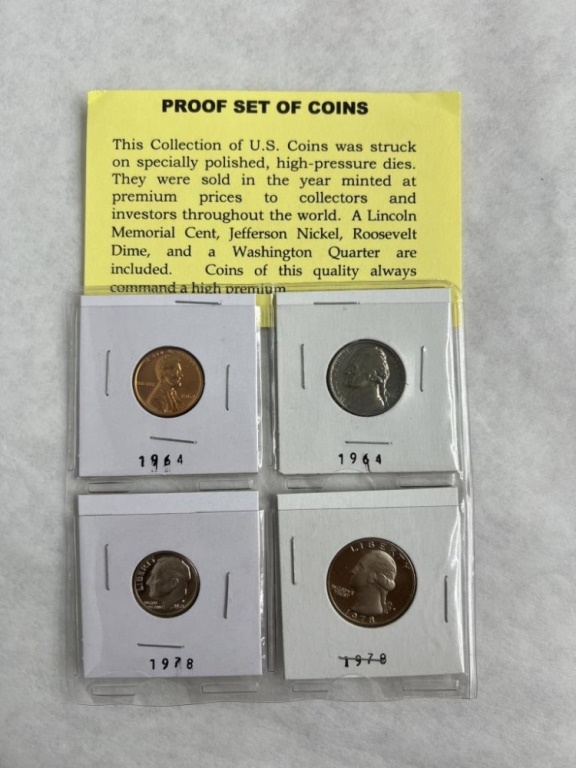 PROOF SET OF COINS
This Collection of U.S. Coins was struck
on specially polished, high-pressure dies.
They were sold in the year minted at
premium prices to collectors and
investors throughout the world. A Lincoln
Memorial Cent, Jefferson Nickel, Roosevelt
Dime, and a Washington Quarter are
included. Coins of this quality always
command a high premium
1964
1964
LIBERTY
LIBERTY
1978
1978
1978